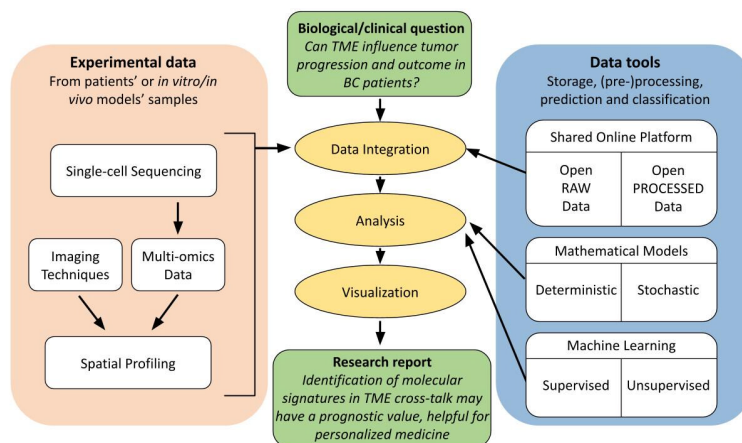 Experimental data
From patients' or in vitro/in
vivo models' samples
Single-cell Sequencing
Imaging
Techniques
Multi-omics
Data
Spatial Profiling
Biological/clinical question
Can TME influence tumor
progression and outcome in
BC patients?
Data Integration
Analysis
Visualization
Research report
Identification of molecular
signatures in TME cross-talk may
have a prognostic value, helpful for
personalized medicine
Data tools
Storage, (pre-)processing,
prediction and classification
Shared Online Platform
Open
RAW
Data
Open
PROCESSED
Data
Mathematical Models
Deterministic
Stochastic
Machine Learning
Supervised
Unsupervised